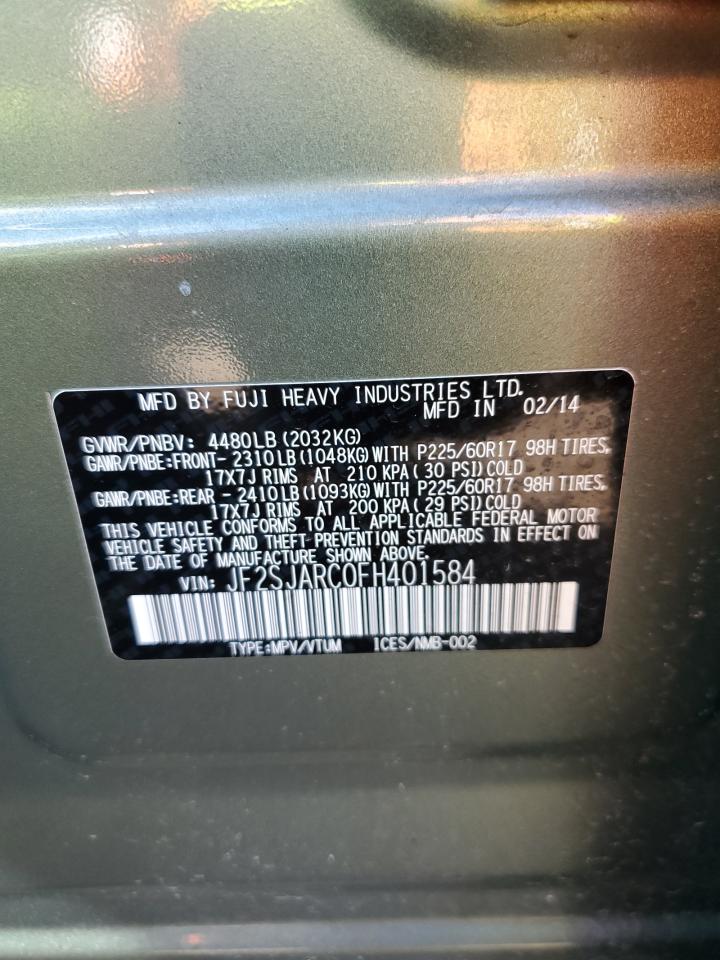 MFD BY FUJI HEAVY INDUSTRIES LTD.
MFD IN 02/14
GVWR/PNBV: 4480LB (2032KG)
GAWR/PNBE:FRONT- 2310LB (1048KG) WITH P225/60R17 98H TIRES,
17X7J RIMS AT 210 KPA ( 30 PSI) COLD
GAWR/PNBE:REAR - 2410LB (1093KG) WITH P225/60R17 98H TIRES,
17X7J RIMS AT 200 KPA ( 29 PSI) COLD
THIS VEHICLE CONFORMS TO ALL APPLICABLE FEDERAL MOTOR
VEHICLE SAFETY AND THEFT PREVENTION STANDARDS IN EFFECT ON
THE DATE OF MANUFACTURE SHOWN ABOVE.
VIN: JF2SJARC0FH401584
TYPE:MPV/VTUM ICES/NMB-002